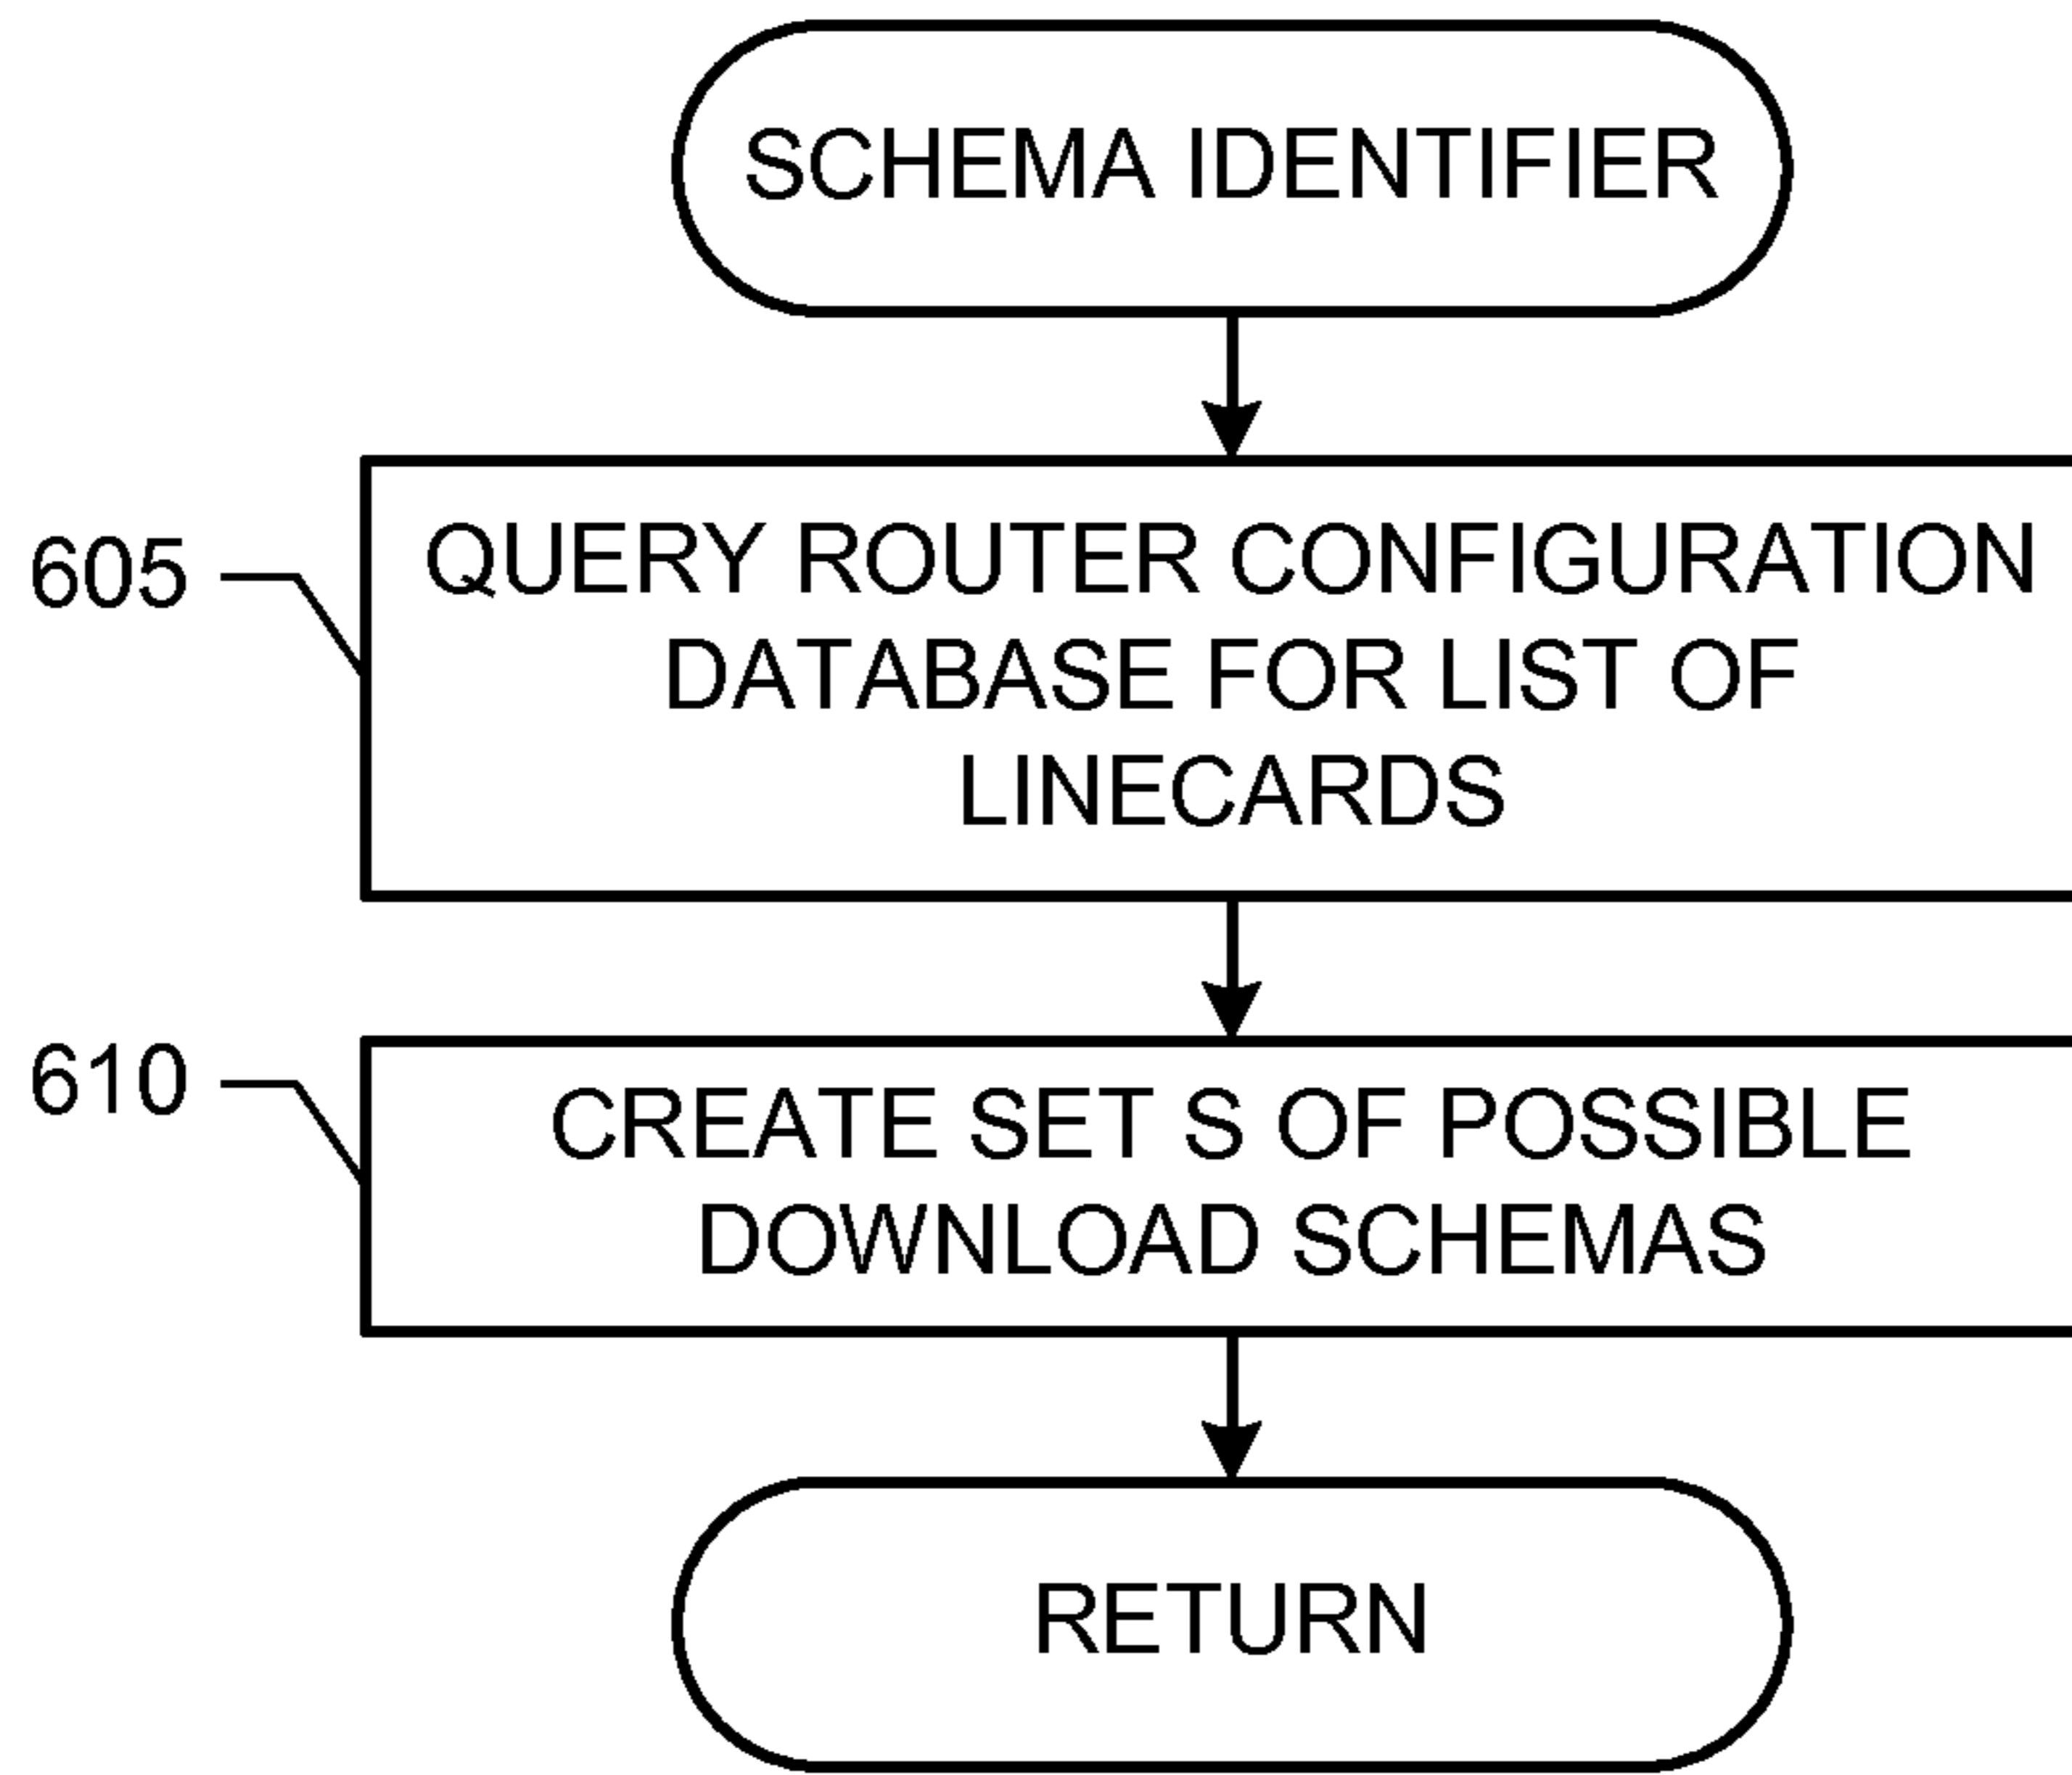 SCHEMA IDENTIFIER
605
QUERY ROUTER CONFIGURATION
DATABASE FOR LIST OF
LINECARDS
610
CREATE SET S OF POSSIBLE
DOWNLOAD SCHEMAS
RETURN